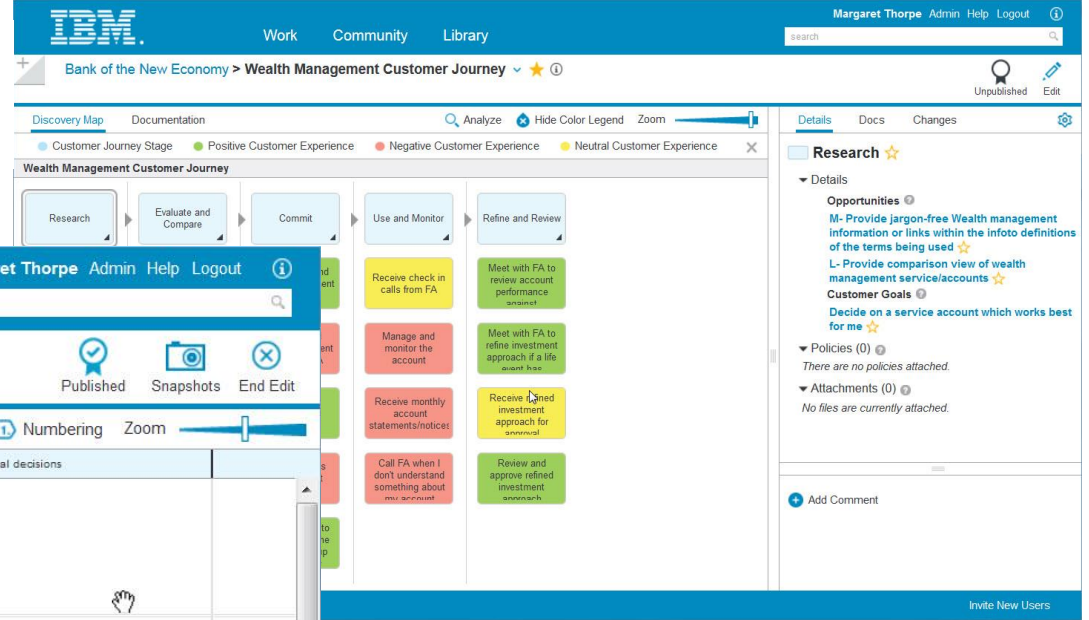 IBM.
Work Community Library
Margaret Thorpe Admin Help Logout
search
Bank of the New Economy > Wealth Management Customer Journey
Unpublished Edit
Discovery Map Documentation
Analyze Hide Color Legend Zoom
Customer Journey Stage Positive Customer Experience Negative Customer Experience Neutral Customer Experience
Wealth Management Customer Journey
Research
Evaluate and
Compare
Commit
Use and Monitor
Refine and Review
Receive check in
calls from FA
Manage and
monitor the
account
Receive monthly
account
statements/notices
Call FA when I
don't understand
something about
my account
Meet with FA to
review account
performance
against
Meet with FA to
refine investment
approach if a life
event has
Receive refined
investment
approach for
approval
Review and
approve refined
investment
approach
Details Docs Changes
Research
Details
Opportunities
M- Provide jargon-free Wealth management
information or links within the infoto definitions
of the terms being used
L- Provide comparison view of wealth
management service/accounts
Customer Goals
Decide on a service account which works best
for me
Policies (0)
There are no policies attached.
Attachments (0)
No files are currently attached.
Add Comment
Invite New Users
et Thorpe Admin Help Logout
Published Snapshots End Edit
1. Numbering Zoom
al decisions